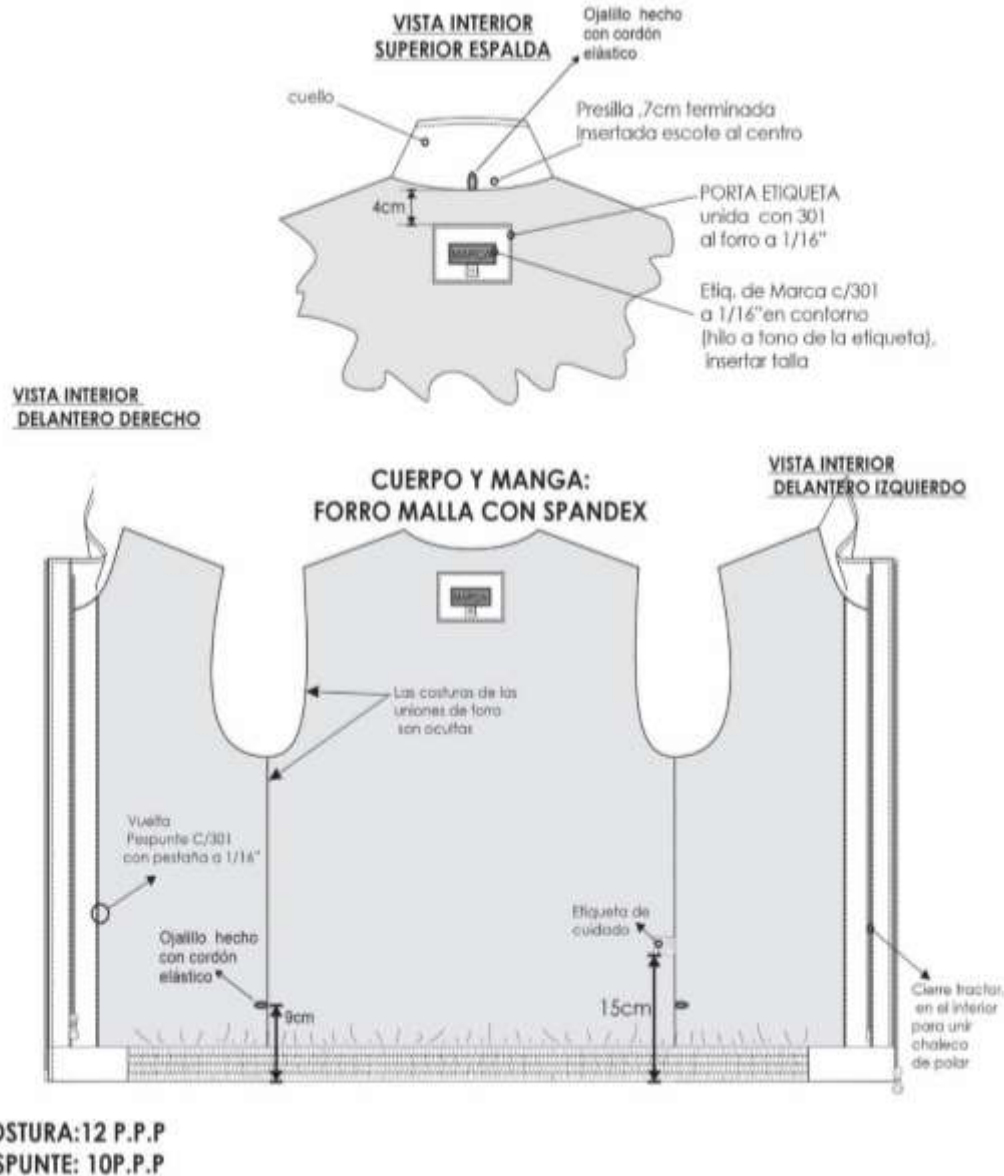 VISTA INTERIOR
SUPERIOR ESPALDA
Ojalillo hecho
con cordón
elástico
cuello
Presilla .7cm terminada
Insertada escote al centro
4cm
PORTA ETIQUETA
unida con 301
al forro a 1/16"
MARCA
Etiq. de Marca c/301
a 1/16" en contorno
(hilo a tono de la etiqueta),
insertar talla
VISTA INTERIOR
DELANTERO DERECHO
CUERPO Y MANGA:
FORRO MALLA CON SPANDEX
VISTA INTERIOR
DELANTERO IZQUIERDO
MARCA
Las costuras de las
uniones de forro
son ocultas
Vuelta
Pespunte C/301
con pestaña a 1/16"
Ojalillo hecho
con cordón
elástico
9cm
Etiqueta de
cuidado
15cm
Cierre tractor,
en el interior
para unir
chaleco
de polar
OSTURA:12 P.P.P
SPUNTE: 10P.P.P